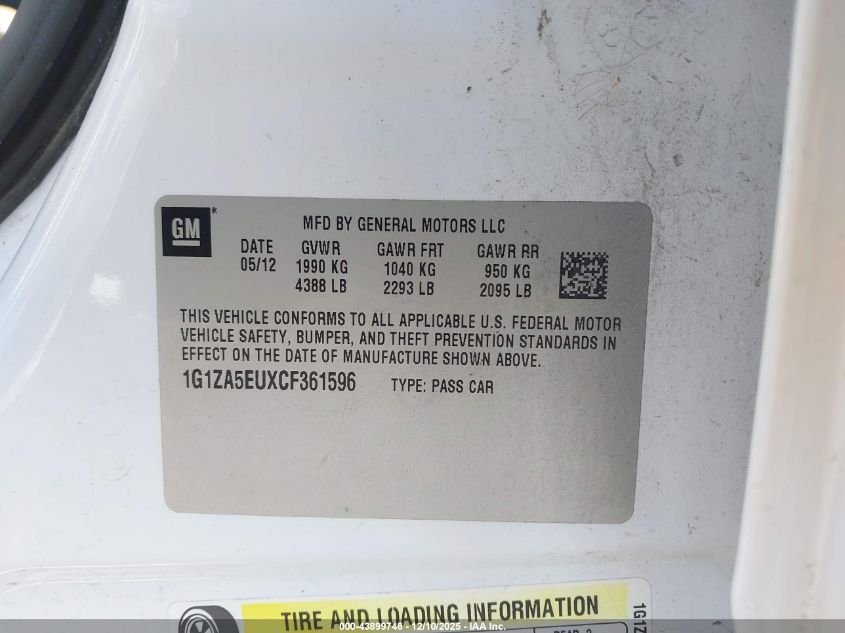 GM
MFD BY GENERAL MOTORS LLC
DATE GVWR GAWR FRT GAWR RR
05/12 1990 KG 1040 KG 950 KG
4388 LB 2293 LB 2095 LB
THIS VEHICLE CONFORMS TO ALL APPLICABLE U.S. FEDERAL MOTOR
VEHICLE SAFETY, BUMPER, AND THEFT PREVENTION STANDARDS IN
EFFECT ON THE DATE OF MANUFACTURE SHOWN ABOVE.
1G1ZA5EUXCF361596 TYPE: PASS CAR
TIRE AND LOADING INFORMATION
000-43899748 - 12/10/2025 - © IAA, Inc.